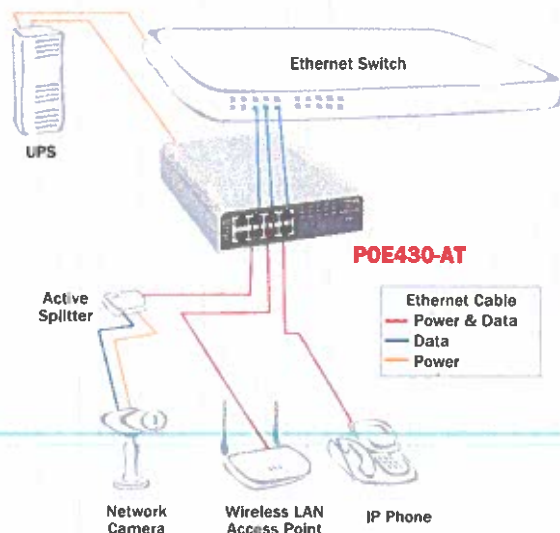 Ethernet Switch
UPS
POE430-AT
Active
Splitter
Ethernet Cable
Power & Data
Data
Power
Network
Camera
Wireless LAN
Access Point
IP Phone